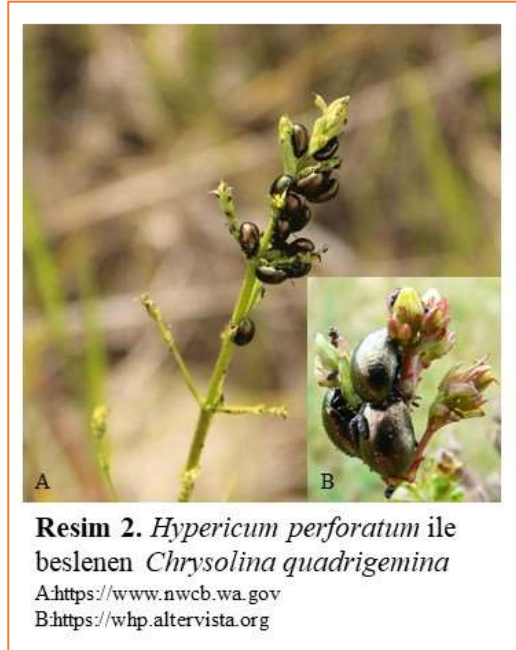 A
B
Resim 2. Hypericum perforatum ile
beslenen Chrysolina quadrigemina
A:https://www.nwcb.wa.gov
B:https://whp.altervista.org